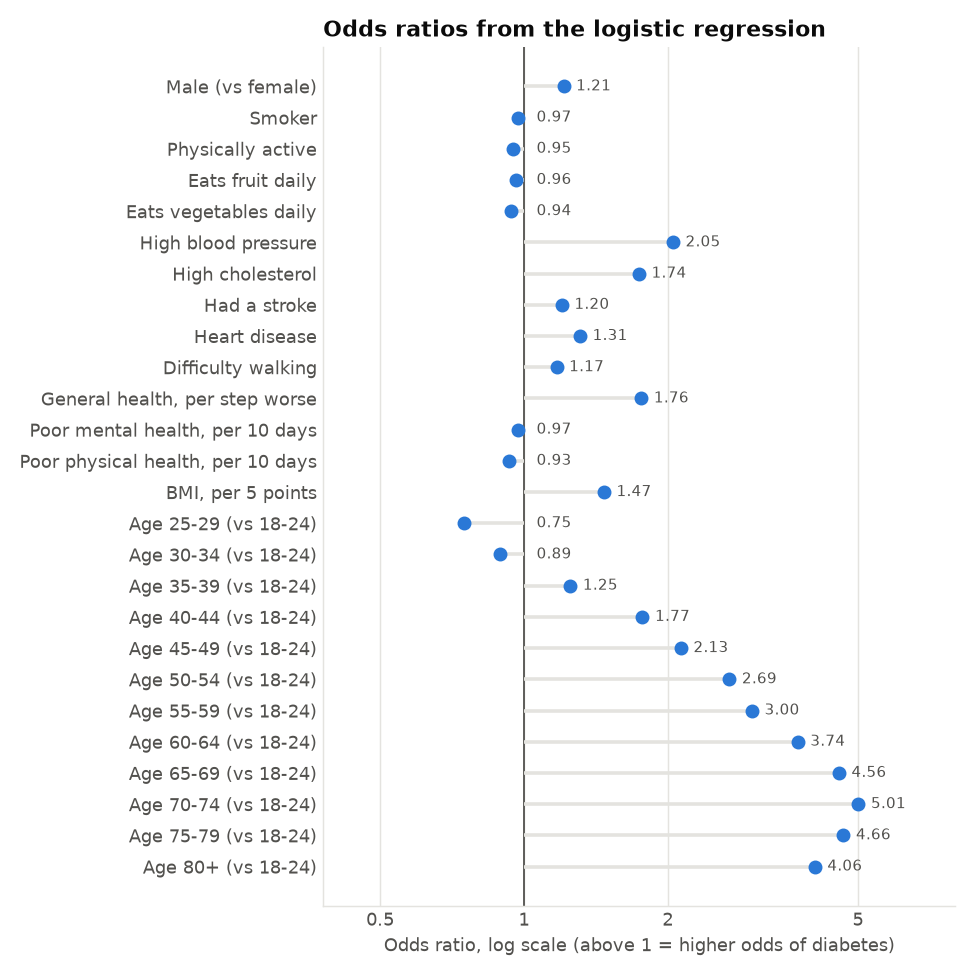 Odds ratios from the logistic regression
Male (vs female) 1.21
Smoker 0.97
Physically active 0.95
Eats fruit daily 0.96
Eats vegetables daily 0.94
High blood pressure 2.05
High cholesterol 1.74
Had a stroke 1.20
Heart disease 1.31
Difficulty walking 1.17
General health, per step worse 1.76
Poor mental health, per 10 days 0.97
Poor physical health, per 10 days 0.93
BMI, per 5 points 1.47
Age 25-29 (vs 18-24) 0.75
Age 30-34 (vs 18-24) 0.89
Age 35-39 (vs 18-24) 1.25
Age 40-44 (vs 18-24) 1.77
Age 45-49 (vs 18-24) 2.13
Age 50-54 (vs 18-24) 2.69
Age 55-59 (vs 18-24) 3.00
Age 60-64 (vs 18-24) 3.74
Age 65-69 (vs 18-24) 4.56
Age 70-74 (vs 18-24) 5.01
Age 75-79 (vs 18-24) 4.66
Age 80+ (vs 18-24) 4.06
0.5 1 2 5
Odds ratio, log scale (above 1 = higher odds of diabetes)